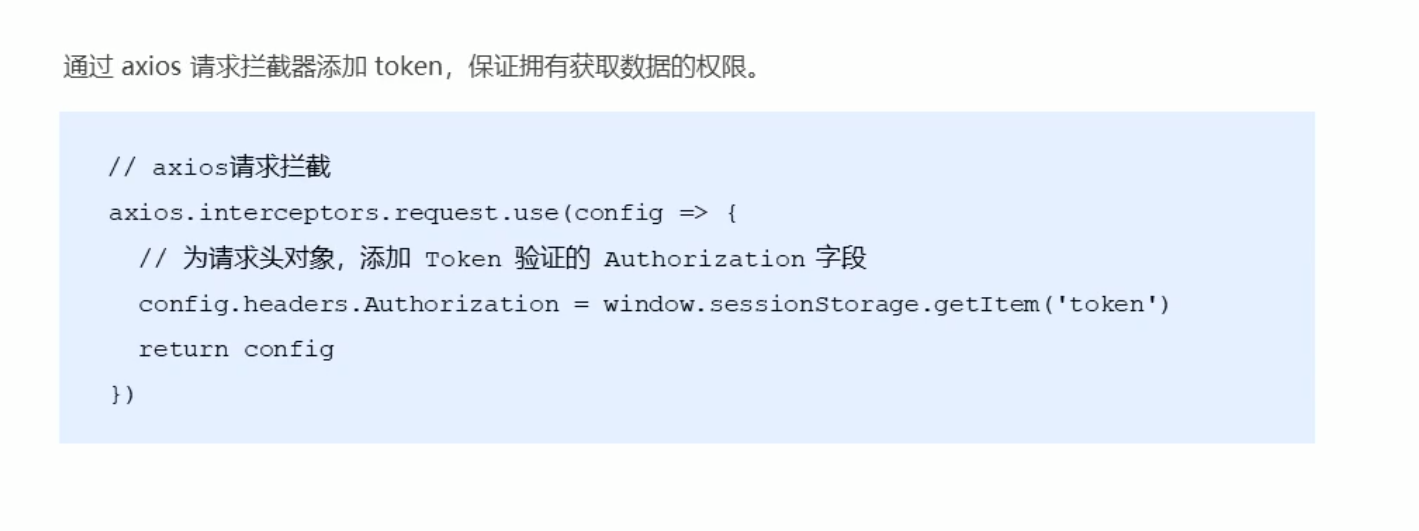 通过 axios 请求拦截器添加 token，保证拥有获取数据的权限。
// axios请求拦截
axios.interceptors.request.use(config => {
  // 为请求头对象，添加 Token 验证的 Authorization 字段
  config.headers.Authorization = window.sessionStorage.getItem('token')
  return config
})